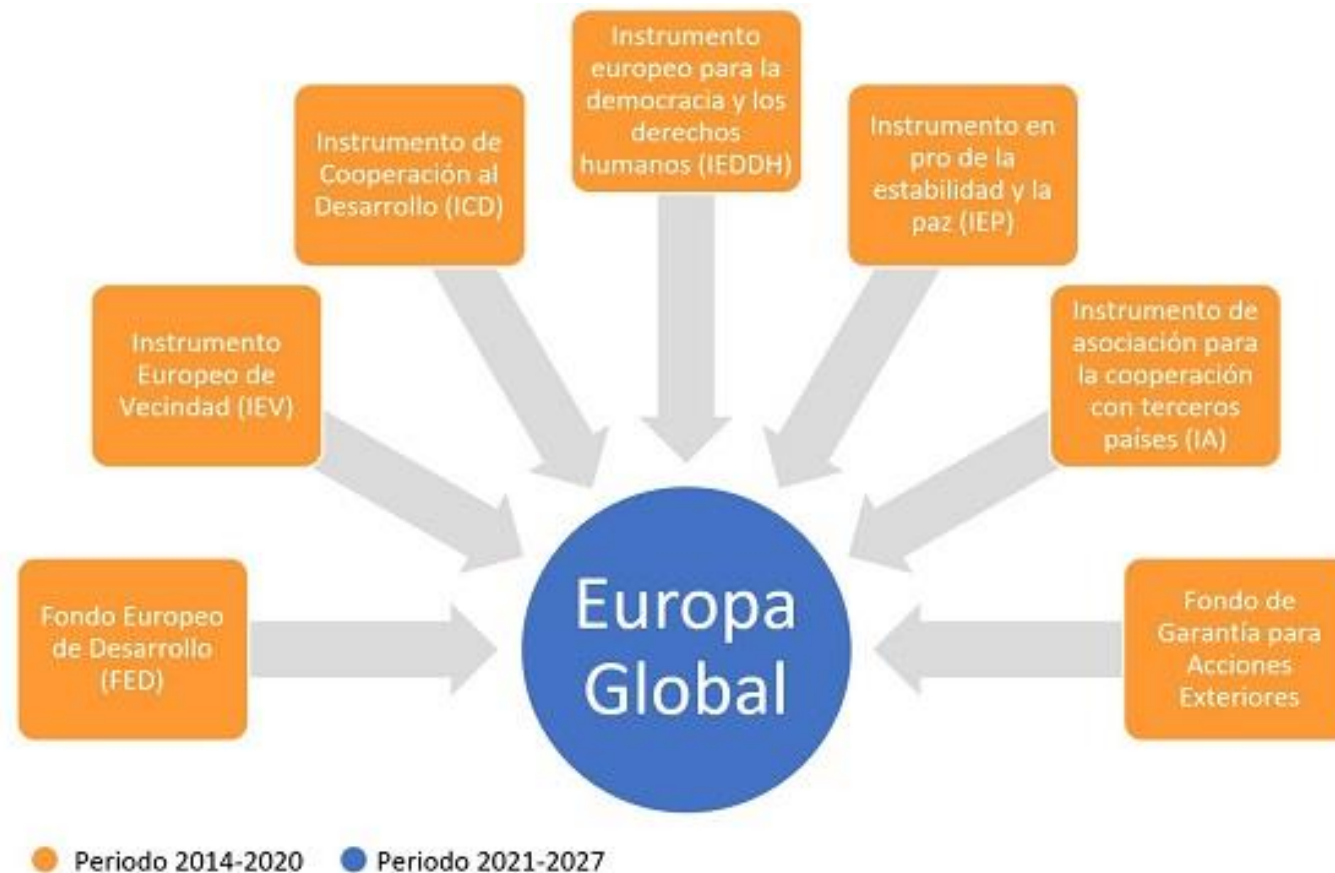 Instrumento
europeo para la
democracia y los
derechos
humanos (IEDDH)
Instrumento de
Cooperación al
Desarrollo (ICD)
Instrumento en
pro de la
estabilidad y la
paz (IEP)
Instrumento
Europeo de
Vecindad (IEV)
Instrumento de
asociación para
la cooperación
con terceros
países (IA)
Fondo Europeo
de Desarrollo
(FED)
Europa
Global
Fondo de
Garantía para
Acciones
Exteriores
Periodo 2014-2020
Periodo 2021-2027